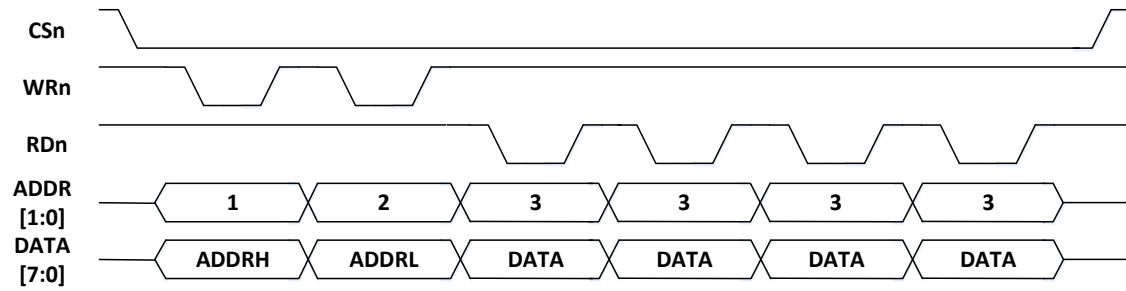 CSn
WRn
RDn
ADDR
[1:0]
1 2 3 3 3 3
DATA
[7:0]
ADDRH ADDRL DATA DATA DATA DATA